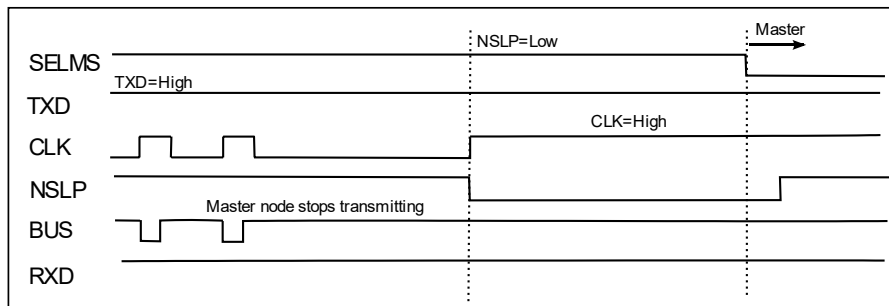 Master
NSLP=Low
SELMS
TXD=High
TXD
CLK=High
CLK
NSLP
Master node stops transmitting
BUS
RXD